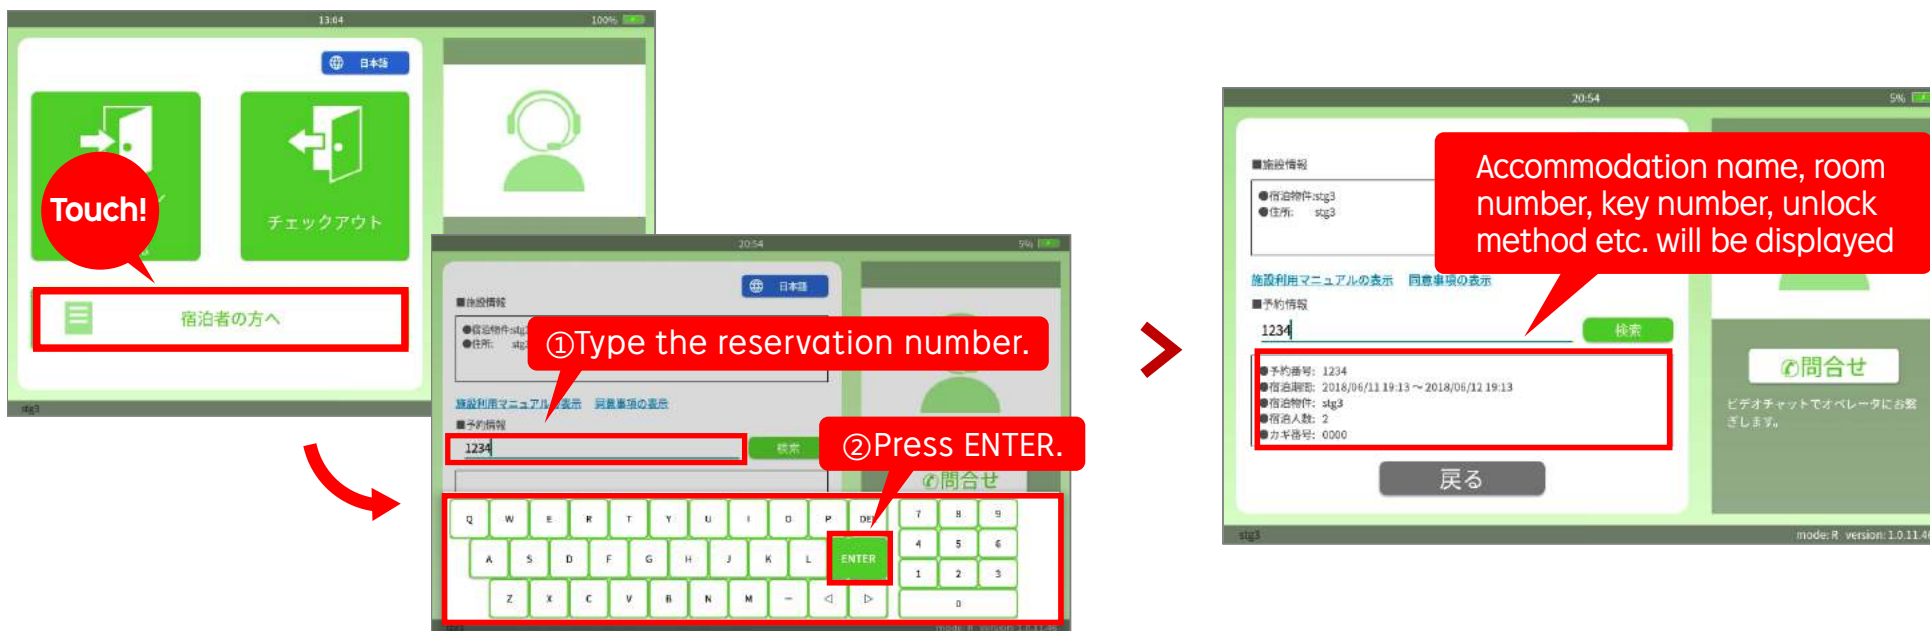 13:04
100%
日本語
Touch!
チェックアウト
宿泊者の方へ
stg3
20:54
5%
日本語
■施設情報
●宿泊物件:stg
●住所: stg
①Type the reservation number.
施設利用マニュアル 表示 同意事項の表示
■予約情報
1234
検索
②Press ENTER.
✆問合せ
Q W E R T Y U I O P DEL
7 8 9
A S D F G H J K L ENTER
4 5 6
1 2 3
Z X C V B N M — ◁ ▷
0
stg3
mode: R version: 1.0.11.46
>
20:54
5%
■施設情報
●宿泊物件:stg3
●住所: stg3
Accommodation name, room
number, key number, unlock
method etc. will be displayed
施設利用マニュアルの表示 同意事項の表示
■予約情報
1234
検索
●予約番号: 1234
●宿泊期間: 2018/06/11 19:13 ~ 2018/06/12 19:13
●宿泊物件: stg3
●宿泊人数: 2
●カギ番号: 0000
✆問合せ
ビデオチャットでオペレータにお繋
ぎします。
戻る
stg3
mode: R version: 1.0.11.46